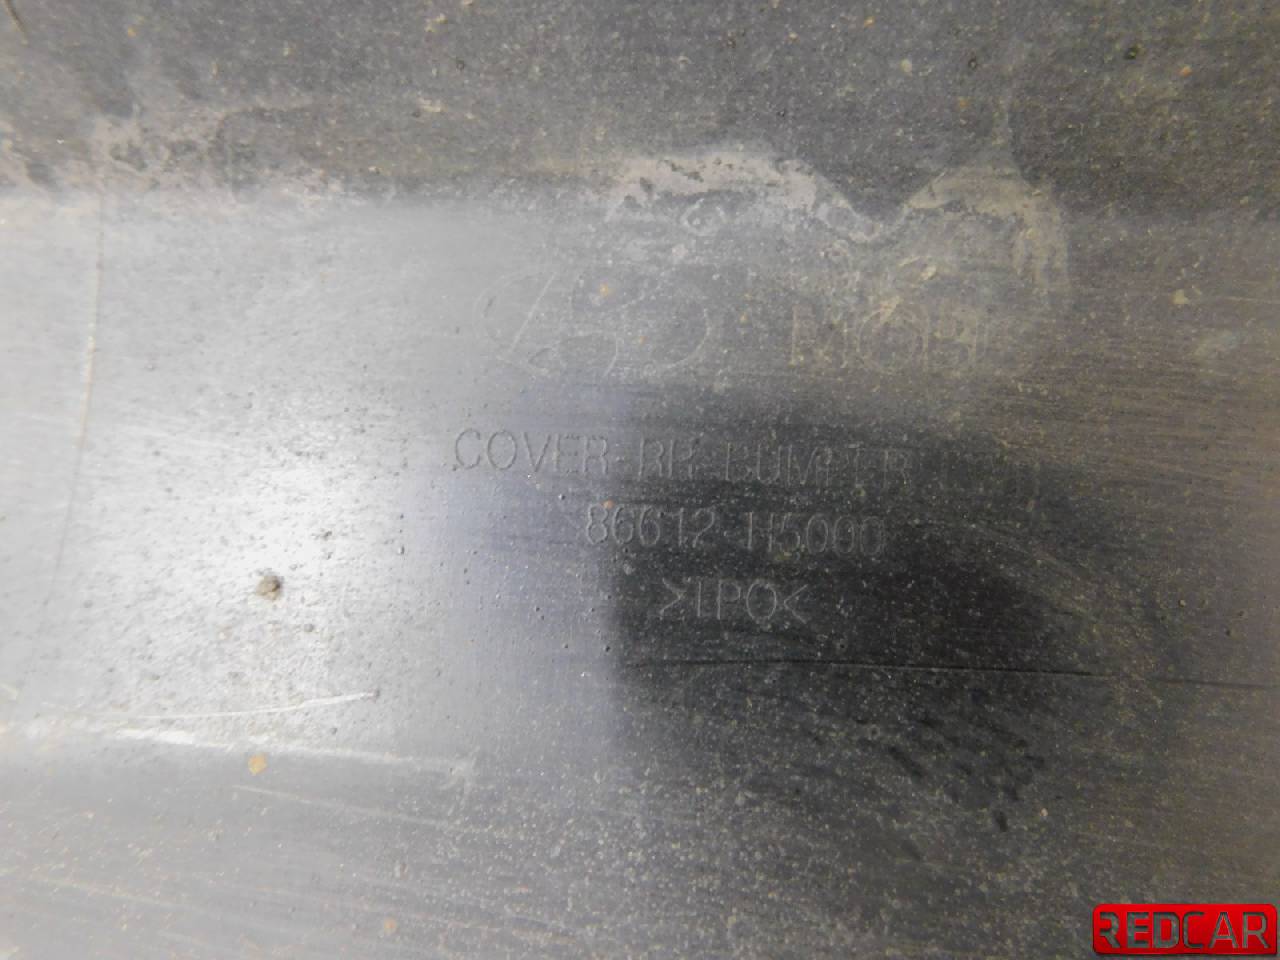 COVER-RR BUMPER
86612-H5000
>TPO<
REDCAR